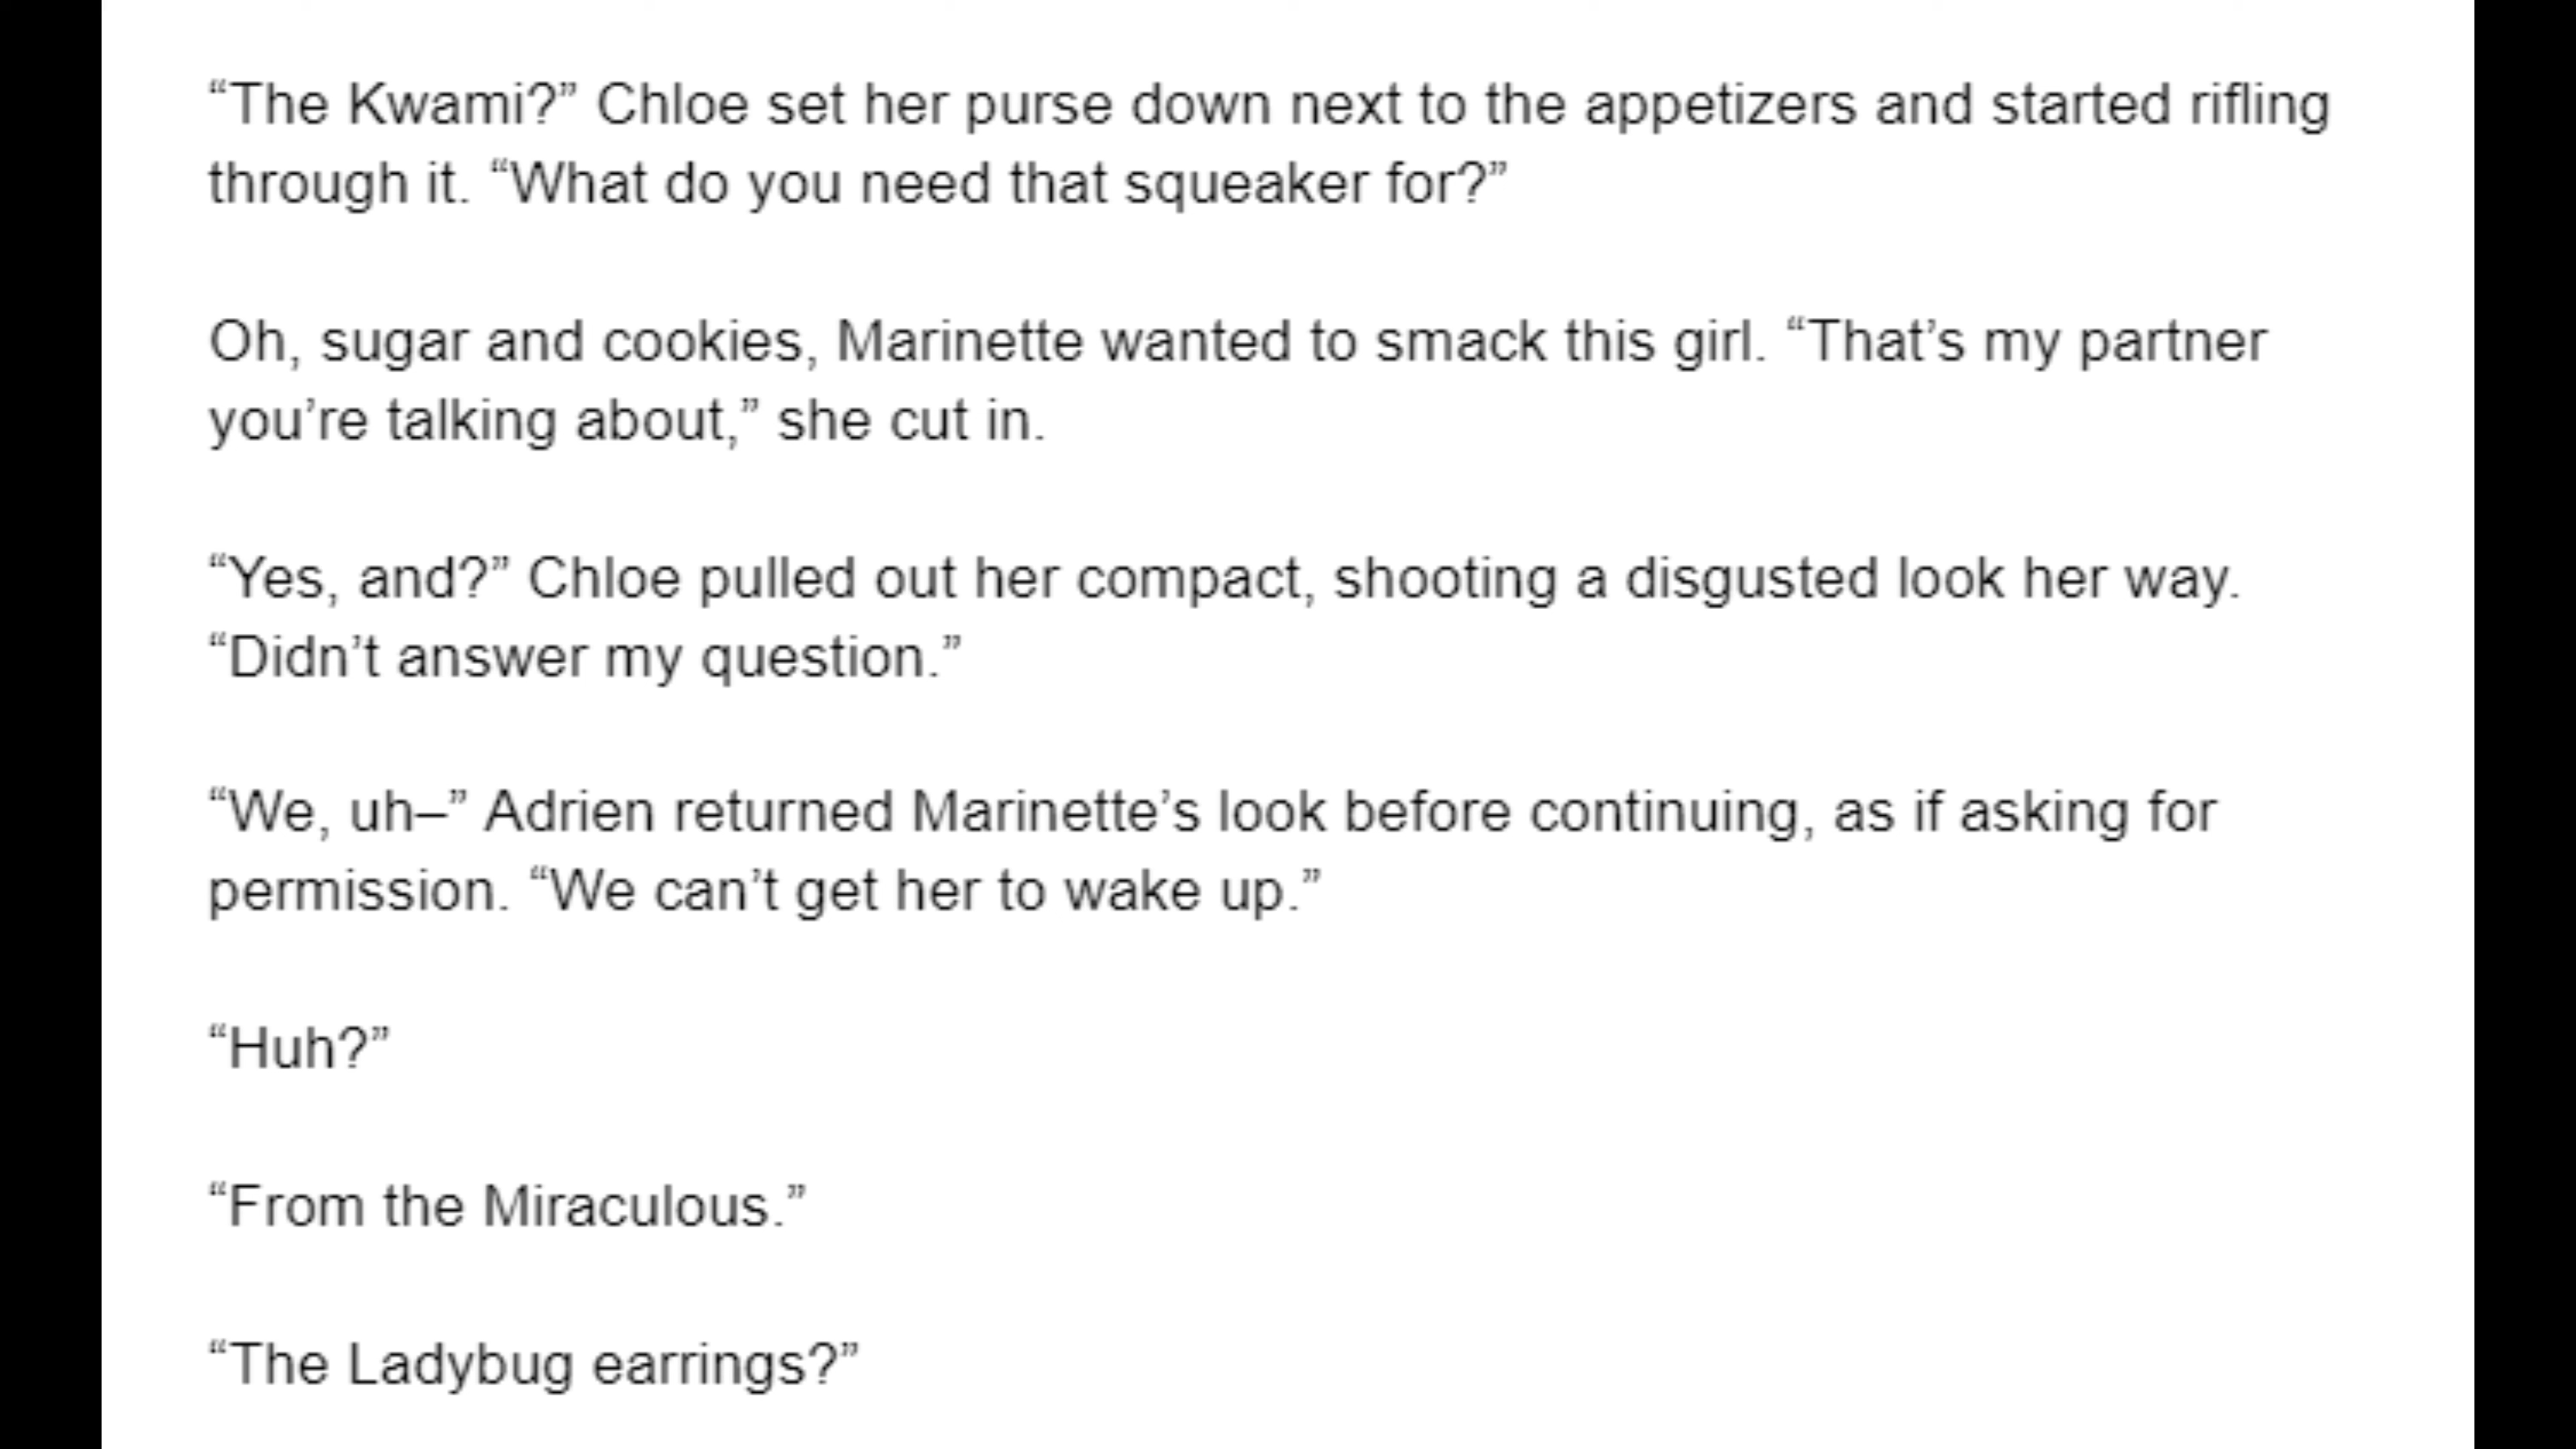 “The Kwami?” Chloe set her purse down next to the appetizers and started rifling
through it. “What do you need that squeaker for?”
Oh, sugar and cookies, Marinette wanted to smack this girl. “That’s my partner
you’re talking about,” she cut in.
“Yes, and?” Chloe pulled out her compact, shooting a disgusted look her way.
“Didn’t answer my question.”
“We, uh–” Adrien returned Marinette’s look before continuing, as if asking for
permission. “We can’t get her to wake up.”
“Huh?”
“From the Miraculous.”
“The Ladybug earrings?”